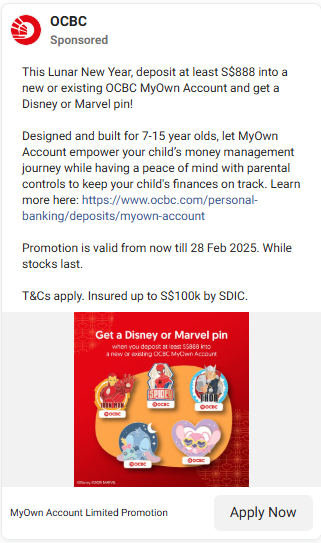 OCBC
Sponsored
This Lunar New Year, deposit at least S$888 into a
new or existing OCBC MyOwn Account and get a
Disney or Marvel pin!
Designed and built for 7-15 year olds, let MyOwn
Account empower your child’s money management
journey while having a peace of mind with parental
controls to keep your child's finances on track. Learn
more here: https://www.ocbc.com/personal-
banking/deposits/myown-account
Promotion is valid from now till 28 Feb 2025. While
stocks last.
T&Cs apply. Insured up to S$100k by SDIC.
Get a Disney or Marvel pin
when you deposit at least S$888 into
a new or existing OCBC MyOwn Account
IRON MAN
OCBC
SPIDEY
OCBC
THOR
OCBC
OCBC
OCBC
©Disney ©2025 MARVEL
MyOwn Account Limited Promotion
Apply Now